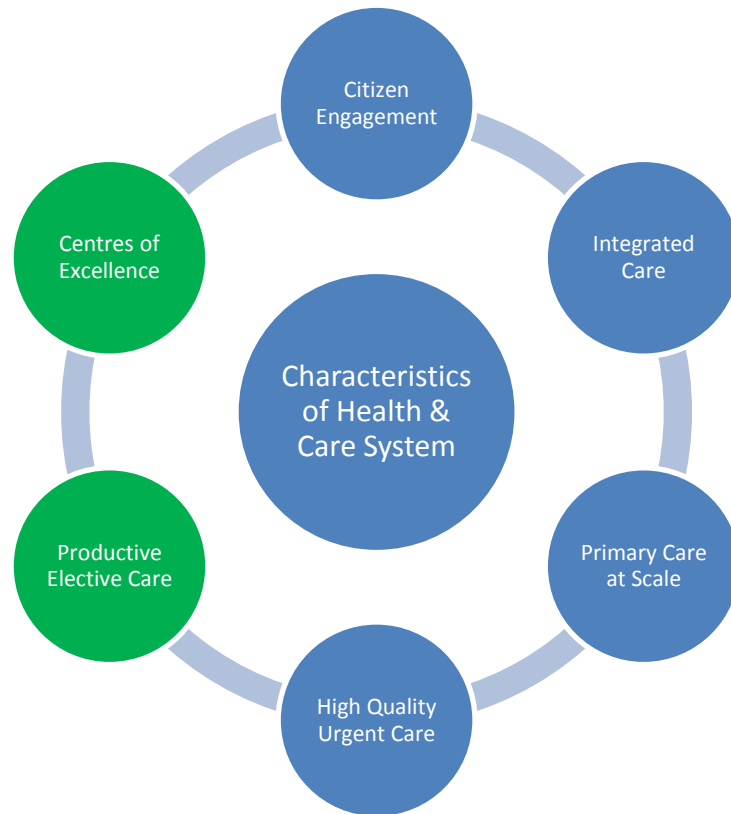 Citizen
Engagement
Centres of
Excellence
Integrated
Care
Characteristics
of Health &
Care System
Productive
Elective Care
Primary Care
at Scale
High Quality
Urgent Care